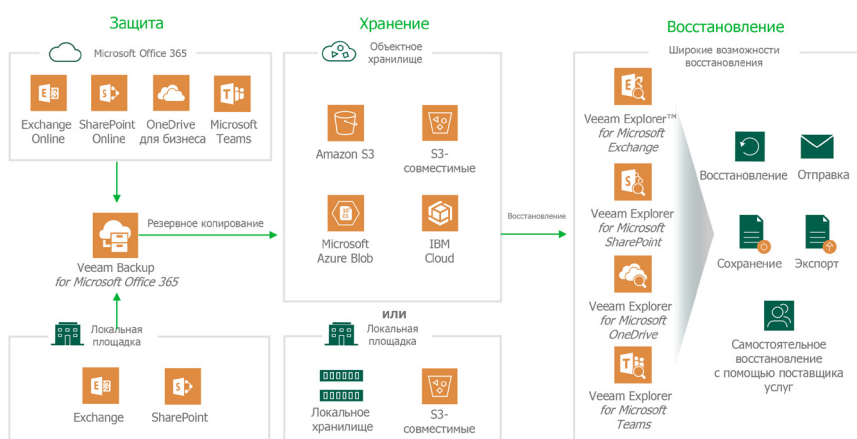 Защита
Microsoft Office 365
Exchange
Online
SharePoint
Online
OneDrive
для бизнеса
Microsoft
Teams
Veeam Backup
for Microsoft Office 365
Резервное копирование
Локальная
площадка
Exchange
SharePoint
Хранение
Объектное
хранилище
Amazon S3
S3-
совместимые
Microsoft
Azure Blob
IBM
Cloud
или
Локальная
площадка
Локальное
хранилище
S3-
совместимые
Восстановление
Восстановление
Широкие возможности
восстановления
Veeam Explorer™
for Microsoft
Exchange
Veeam Explorer
for Microsoft
SharePoint
Veeam Explorer
for Microsoft
OneDrive
Veeam Explorer
for Microsoft
Teams
Восстановление
Отправка
Сохранение
Экспорт
Самостоятельное
восстановление
с помощью поставщика
услуг